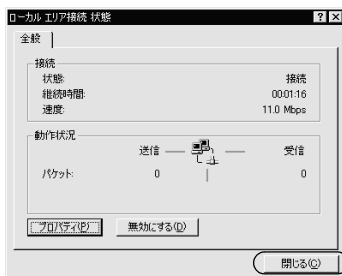 ローカル エリア接続 状態
全般
接続
状態: 接続
継続時間: 00:01:16
速度: 11.0 Mbps
動作状況
送信 受信
パケット: 0 0
プロパティ(P) 無効にする(D)
閉じる(C)